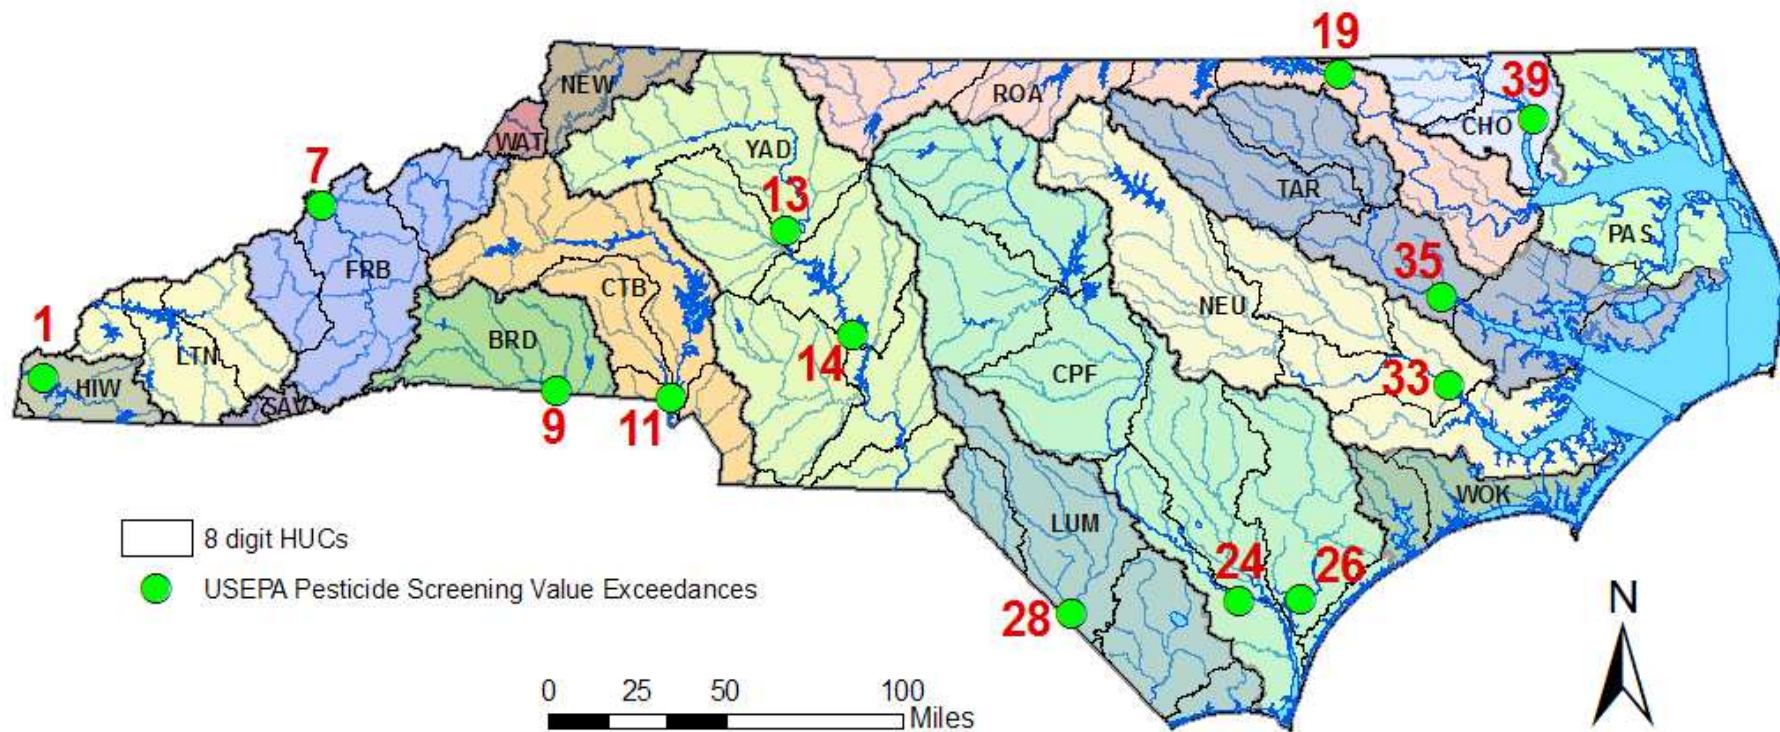 19
NEW
39
ROA
CHO
WAT
YAD
7
13
TAR
PAS
FRB
35
CTB
NEU
1
BRD
LTN
14
CPF
33
HIW
SAV
9
11
WOK
LUM
8 digit HUCs
24
26
USEPA Pesticide Screening Value Exceedances
28
N
0 25 50 100
Miles